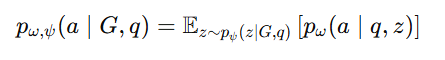 p_{ω,ψ}(a | G, q) = 𝔼_{z∼p_ψ(z|G,q)} [p_ω(a | q, z)]